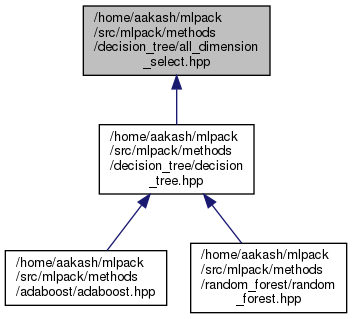 /home/aakash/mlpack
/src/mlpack/methods
/decision_tree/all_dimension
_select.hpp
/home/aakash/mlpack
/src/mlpack/methods
/decision_tree/decision
_tree.hpp
/home/aakash/mlpack
/src/mlpack/methods
/adaboost/adaboost.hpp
/home/aakash/mlpack
/src/mlpack/methods
/random_forest/random
_forest.hpp